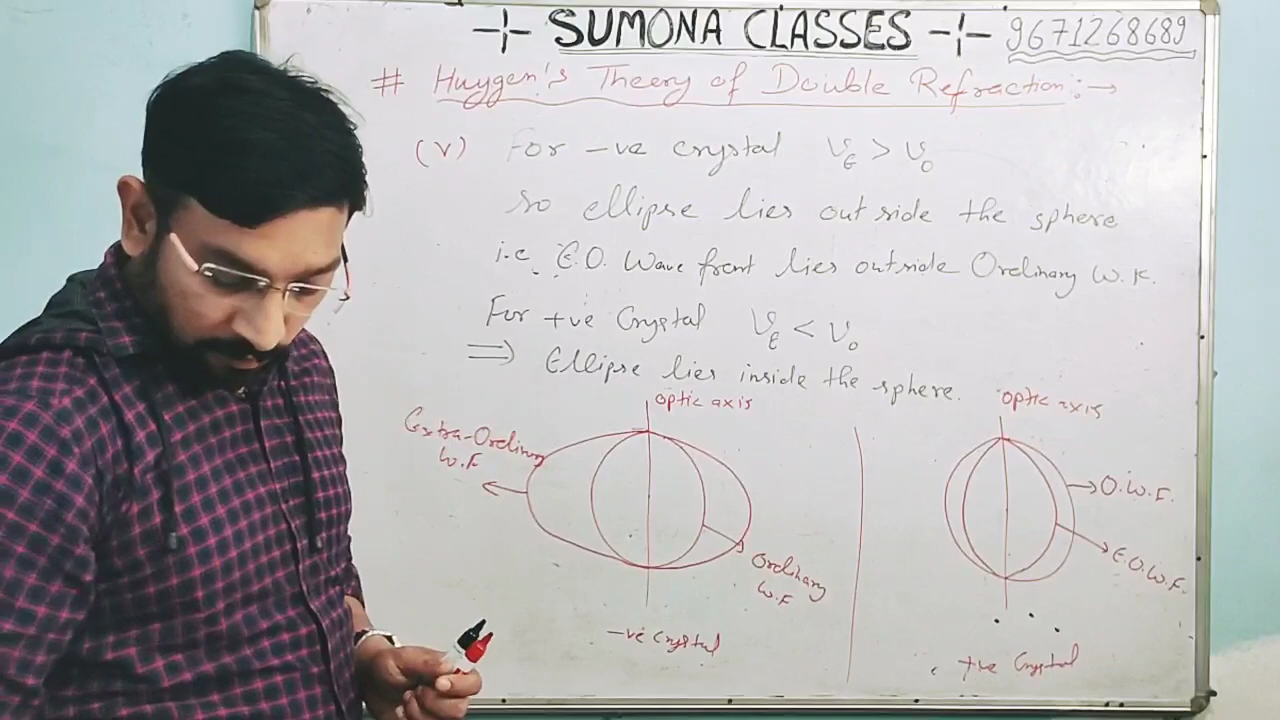 SUMONA CLASSES 9671268689
# Huygen's Theory of Double Refraction :→
(v) For -ve crystal V_E > V_o
so ellipse lies outside the sphere
i.e. E.O. Wave front lies outside Ordinary W.F.
For +ve Crystal V_E < V_o
⇒ Ellipse lies inside the sphere.
optic axis
Extra-Ordinary
W.F
Ordinary
W.F
-ve Crystal
optic axis
O.W.F.
E.O.W.F.
+ve Crystal